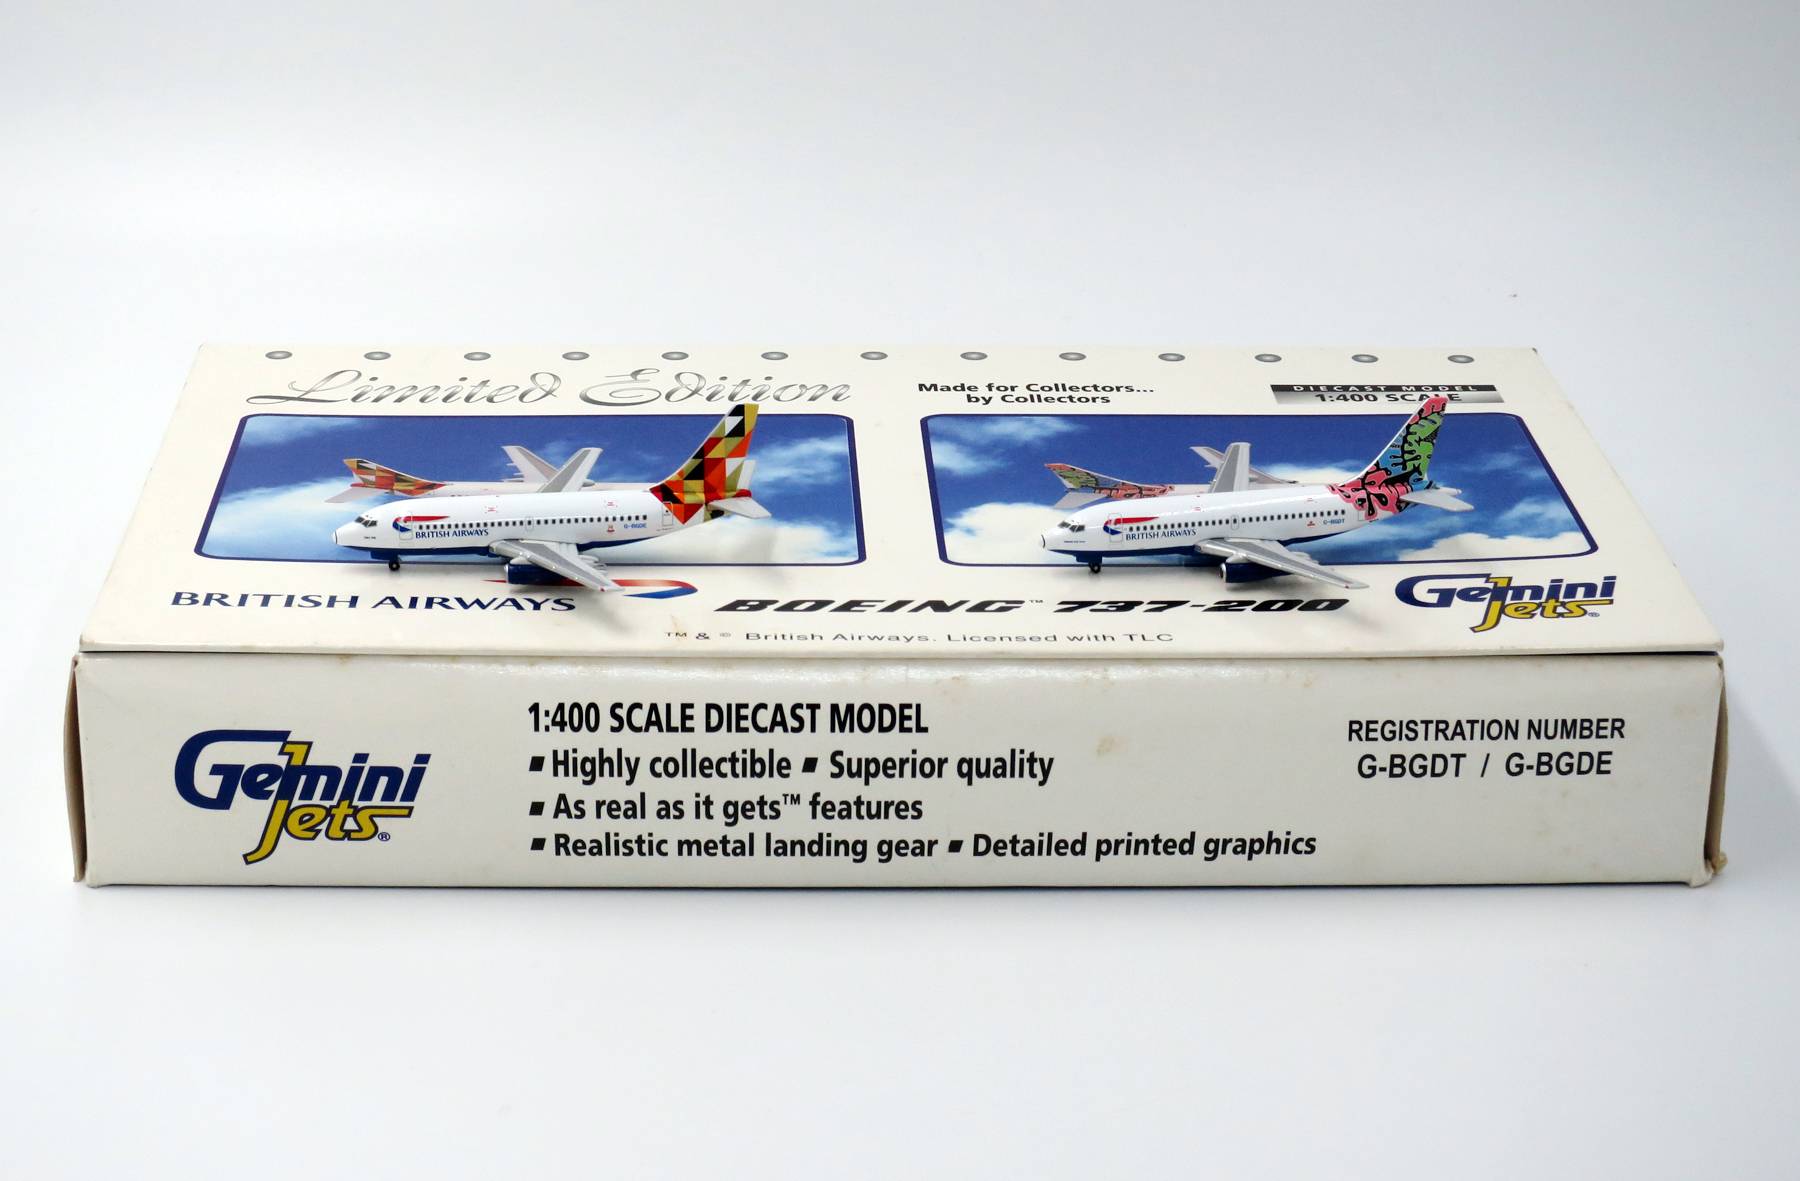 Limited Edition
Made for Collectors...
by Collectors
DIECAST MODEL
1:400 SCALE
BRITISH AIRWAYS
G-BGDE
BRITISH AIRWAYS
G-BGDT
BRITISH AIRWAYS
BOEING™ 737-200
Gemini
Jets®
™ & © British Airways. Licensed with TLC
Gemini
Jets®
1:400 SCALE DIECAST MODEL
▪ Highly collectible ▪ Superior quality
▪ As real as it gets™ features
▪ Realistic metal landing gear ▪ Detailed printed graphics
REGISTRATION NUMBER
G-BGDT / G-BGDE